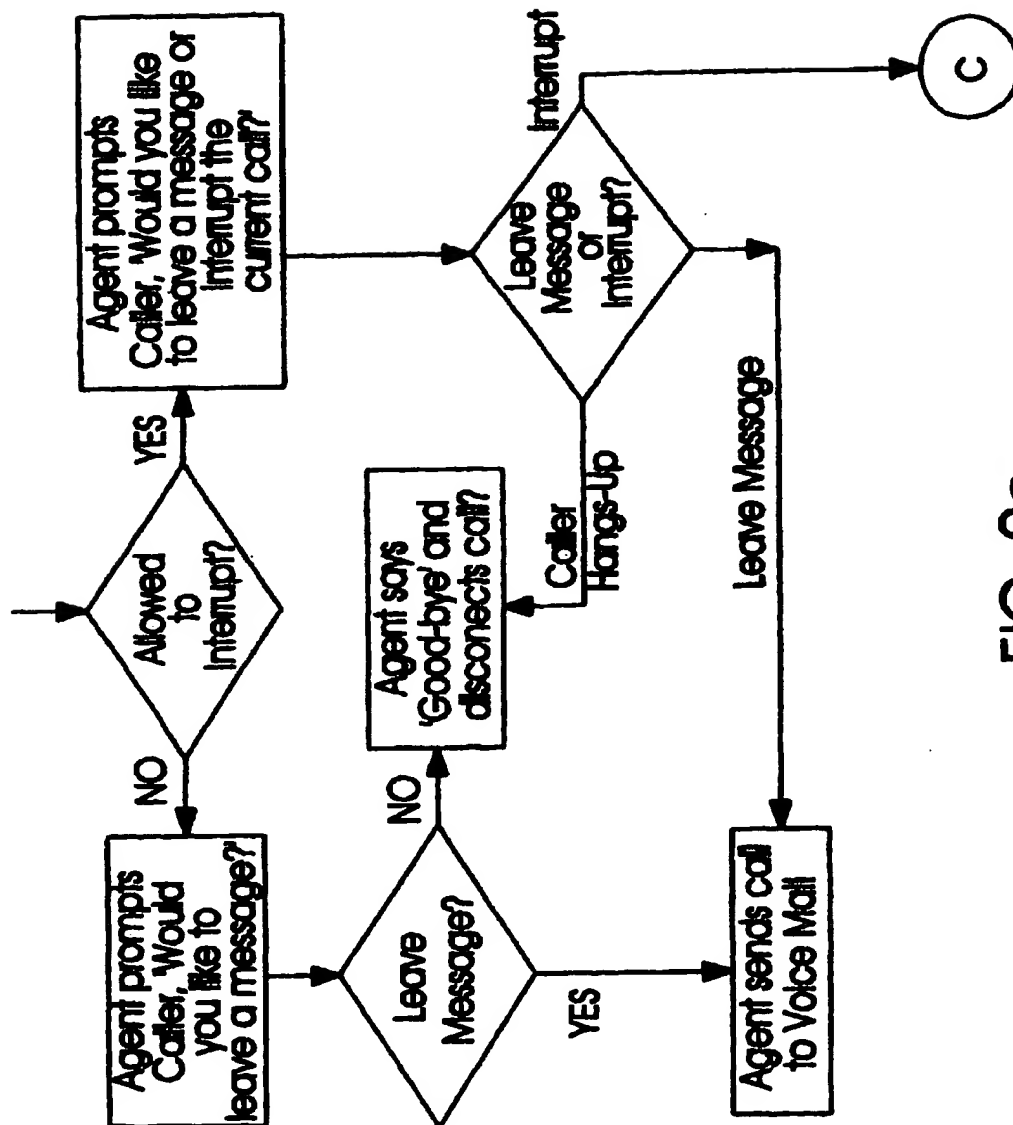 Allowed
to
Interrupt?
NO
YES
Agent prompts
Caller, 'Would
you like to
leave a message?'
Agent prompts
Caller, 'Would you like
to leave a message or
Interrupt the
current call?'
Leave
Message?
NO
YES
Agent says
'Good-bye' and
disconects call?
Caller
Hangs-Up
Leave
Message
or
Interrupt?
Interrupt
Leave Message
Agent sends call
to Voice Mail
C